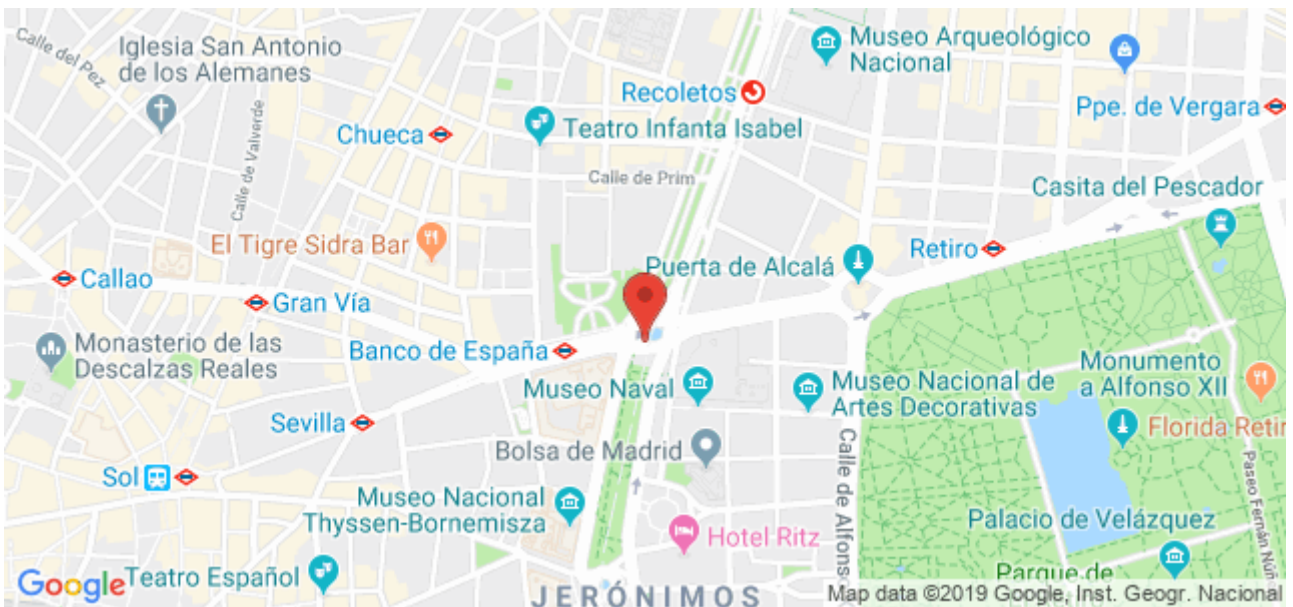 Calle del Pez
Iglesia San Antonio
de los Alemanes
Museo Arqueológico
Nacional
Recoletos
Ppe. de Vergara
Chueca
Teatro Infanta Isabel
Calle de Valverde
Calle de Prim
Casita del Pescador
El Tigre Sidra Bar
Retiro
Puerta de Alcalá
Callao
Gran Vía
Monasterio de las
Descalzas Reales
Banco de España
Monumento
a Alfonso XII
Museo Naval
Museo Nacional de
Artes Decorativas
Sevilla
Florida Retir
Bolsa de Madrid
Calle de Alfonso
Sol
Paseo Fernán Núñ
Museo Nacional
Thyssen-Bornemisza
Palacio de Velázquez
Hotel Ritz
Google
Teatro Español
Parque de
JERÓNIMOS
Map data ©2019 Google, Inst. Geogr. Nacional